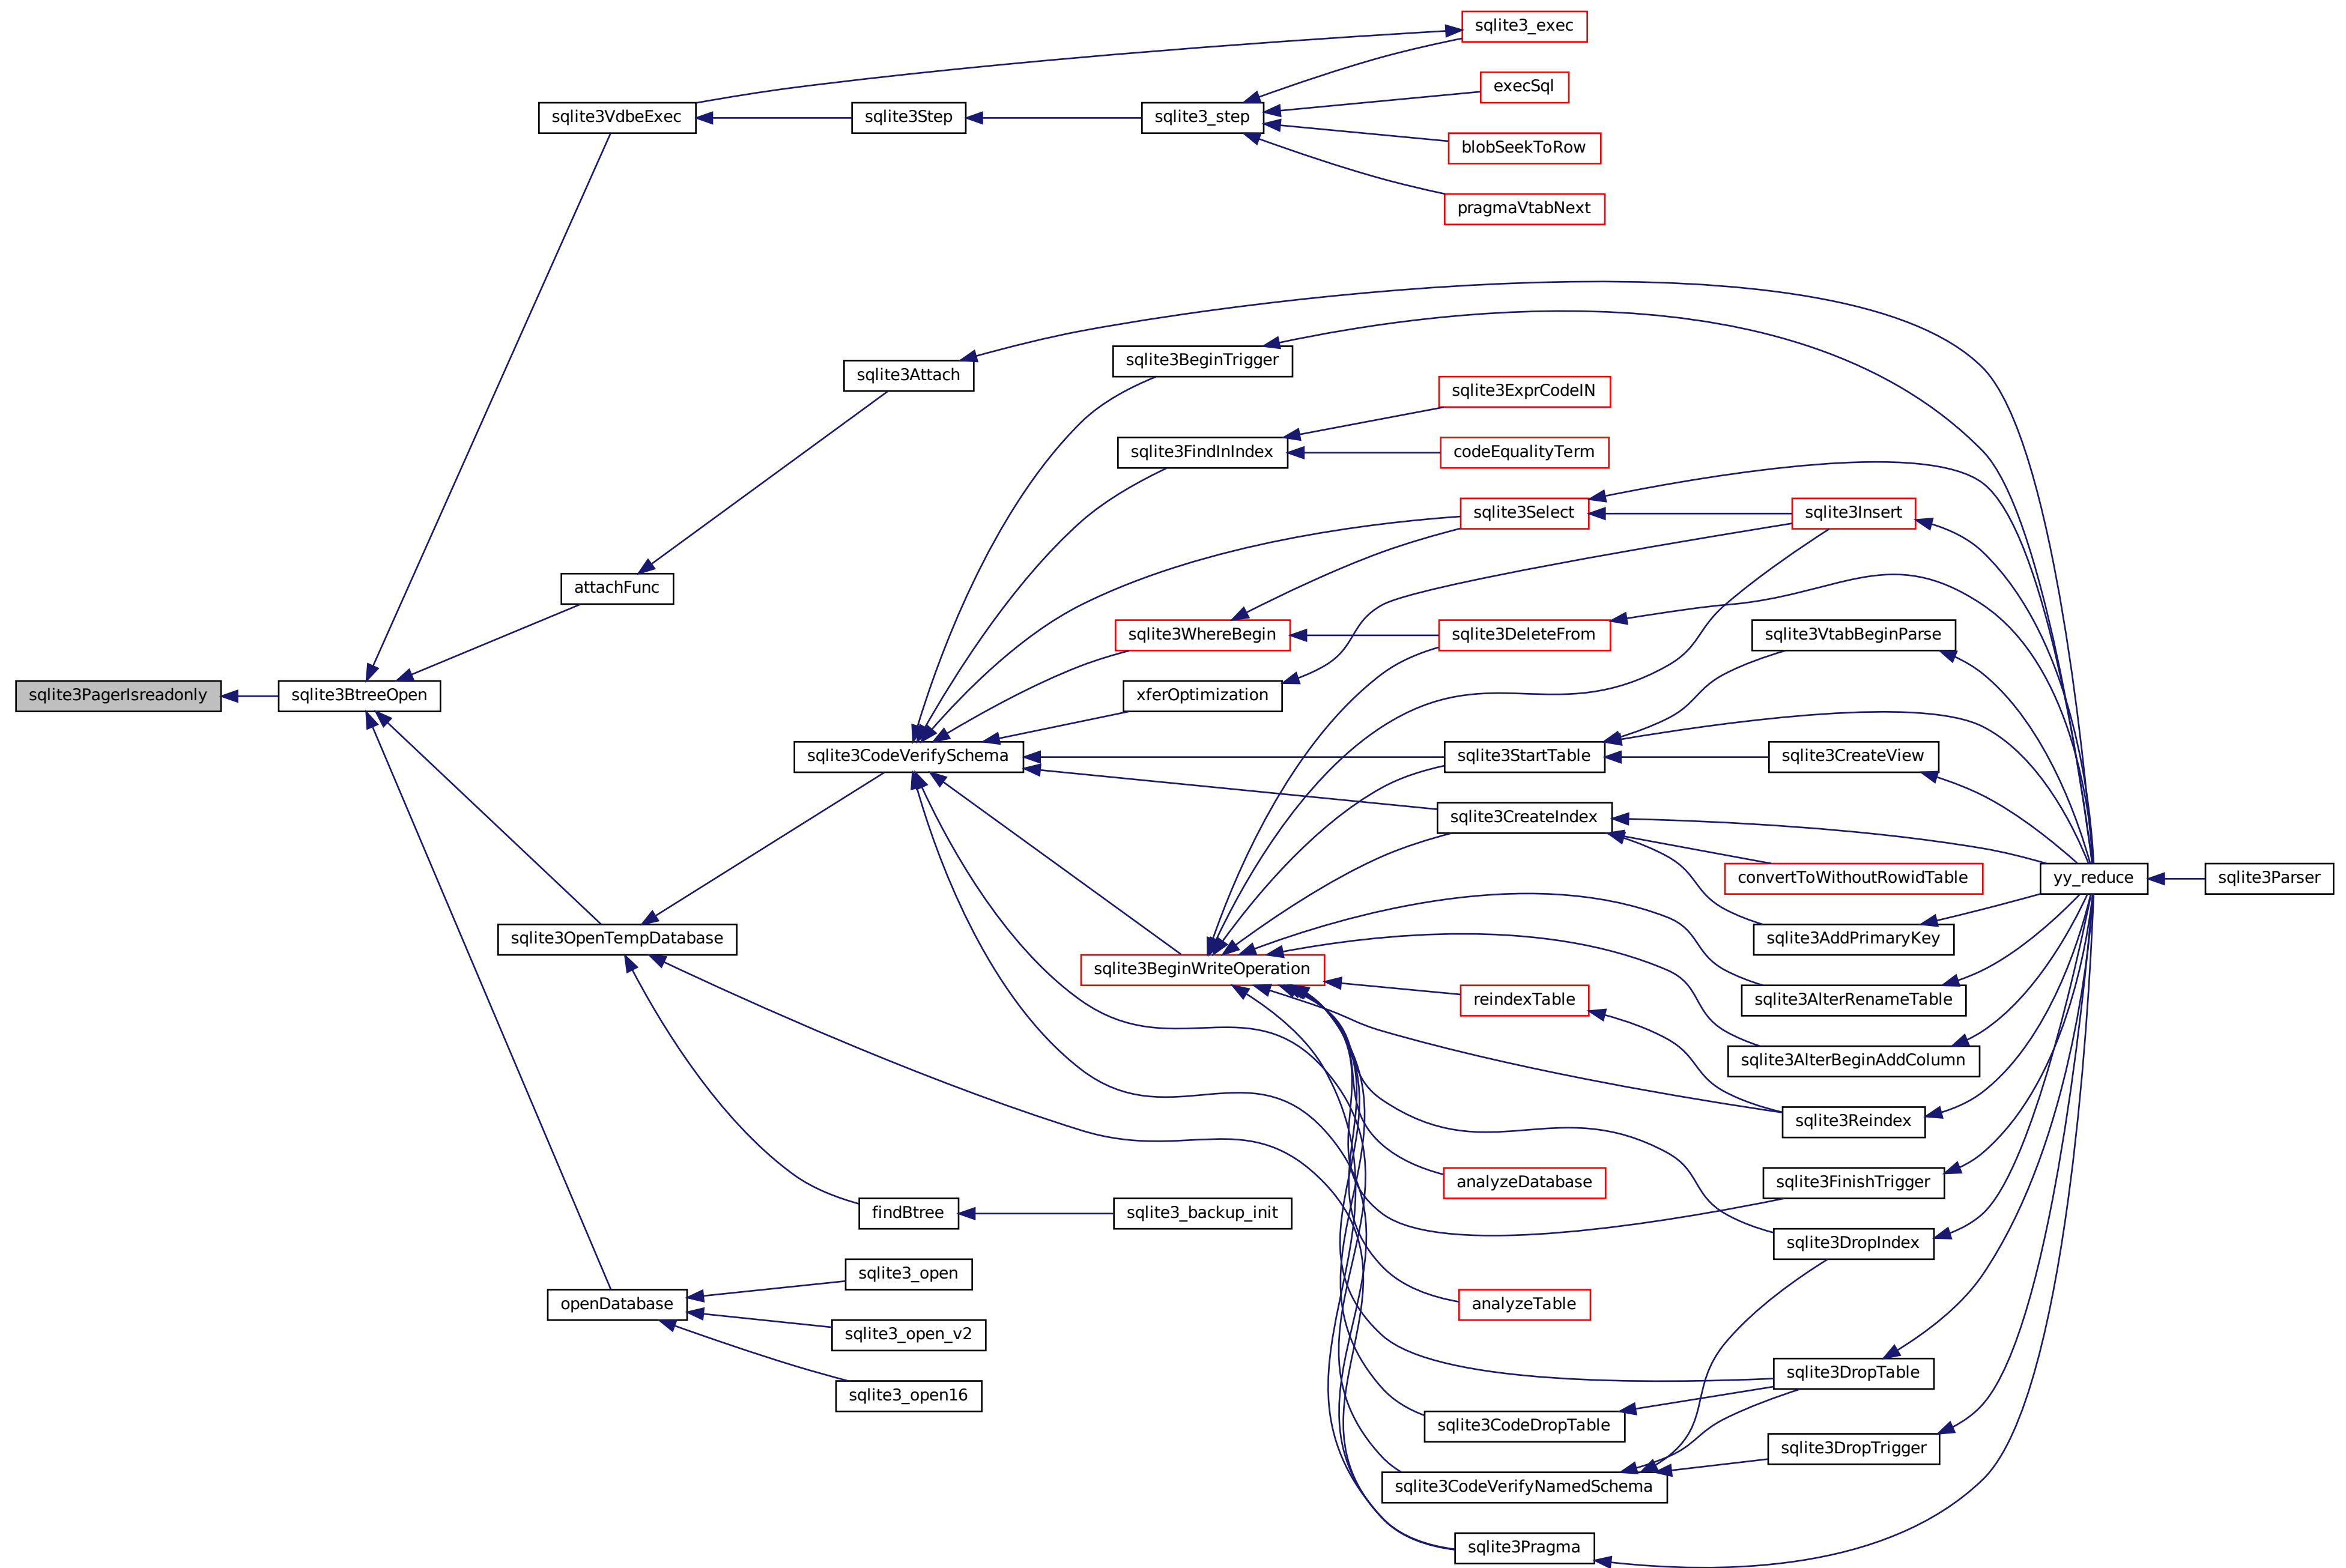 sqlite3_exec
execSql
sqlite3VdbeExec
sqlite3Step
sqlite3_step
blobSeekToRow
pragmaVtabNext
sqlite3BeginTrigger
sqlite3Attach
sqlite3ExprCodeIN
sqlite3FindInIndex
codeEqualityTerm
sqlite3Select
sqlite3Insert
attachFunc
sqlite3WhereBegin
sqlite3DeleteFrom
sqlite3VtabBeginParse
sqlite3PagerIsreadonly
sqlite3BtreeOpen
xferOptimization
sqlite3CodeVerifySchema
sqlite3StartTable
sqlite3CreateView
sqlite3CreateIndex
convertToWithoutRowidTable
yy_reduce
sqlite3Parser
sqlite3OpenTempDatabase
sqlite3AddPrimaryKey
sqlite3BeginWriteOperation
reindexTable
sqlite3AlterRenameTable
sqlite3AlterBeginAddColumn
sqlite3Reindex
analyzeDatabase
sqlite3FinishTrigger
findBtree
sqlite3_backup_init
sqlite3DropIndex
sqlite3_open
openDatabase
analyzeTable
sqlite3_open_v2
sqlite3DropTable
sqlite3_open16
sqlite3CodeDropTable
sqlite3DropTrigger
sqlite3CodeVerifyNamedSchema
sqlite3Pragma